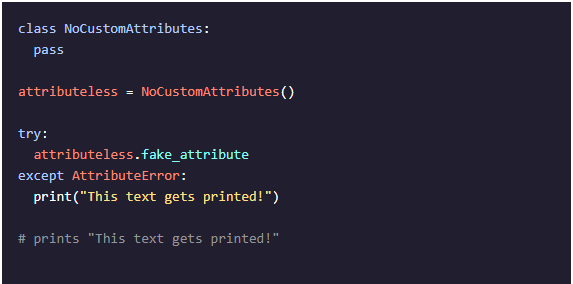 class NoCustomAttributes:
  pass

attributeless = NoCustomAttributes()

try:
  attributeless.fake_attribute
except AttributeError:
  print("This text gets printed!")

# prints "This text gets printed!"